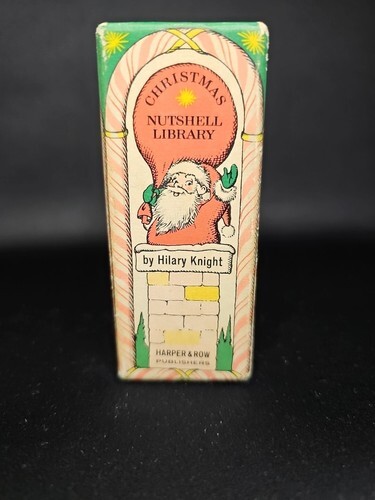 CHRISTMAS
NUTSHELL
LIBRARY
by Hilary Knight
HARPER & ROW
PUBLISHERS